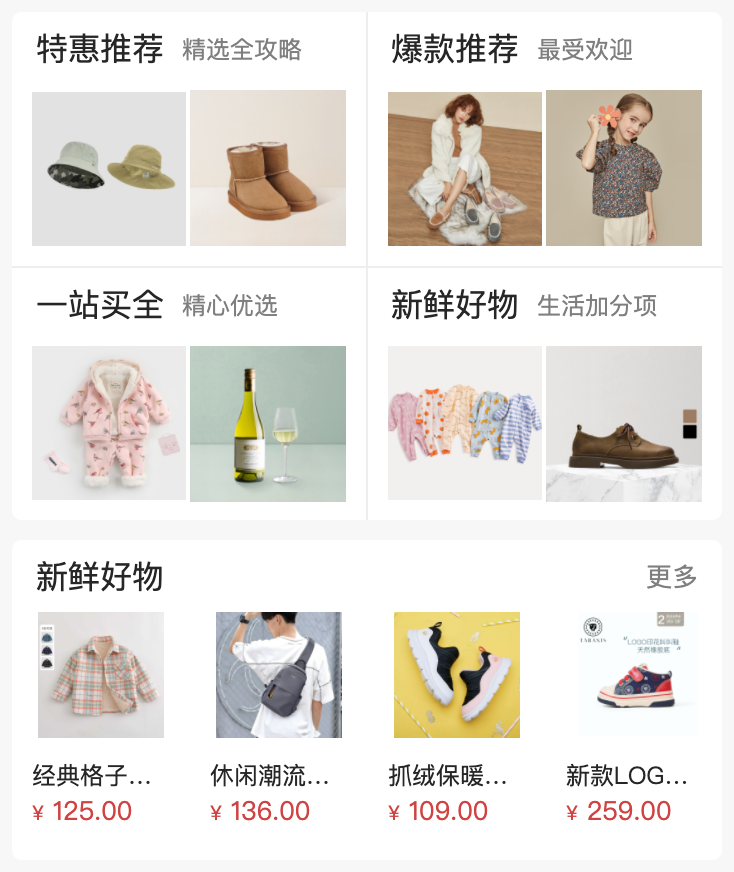 特惠推荐 精选全攻略
爆款推荐 最受欢迎
一站买全 精心优选
新鲜好物 生活加分项
新鲜好物
更多
TARANIS
2
“LOGO印花叫叫鞋
天然橡胶底”
经典格子...
¥ 125.00
休闲潮流...
¥ 136.00
抓绒保暖...
¥ 109.00
新款LOG...
¥ 259.00